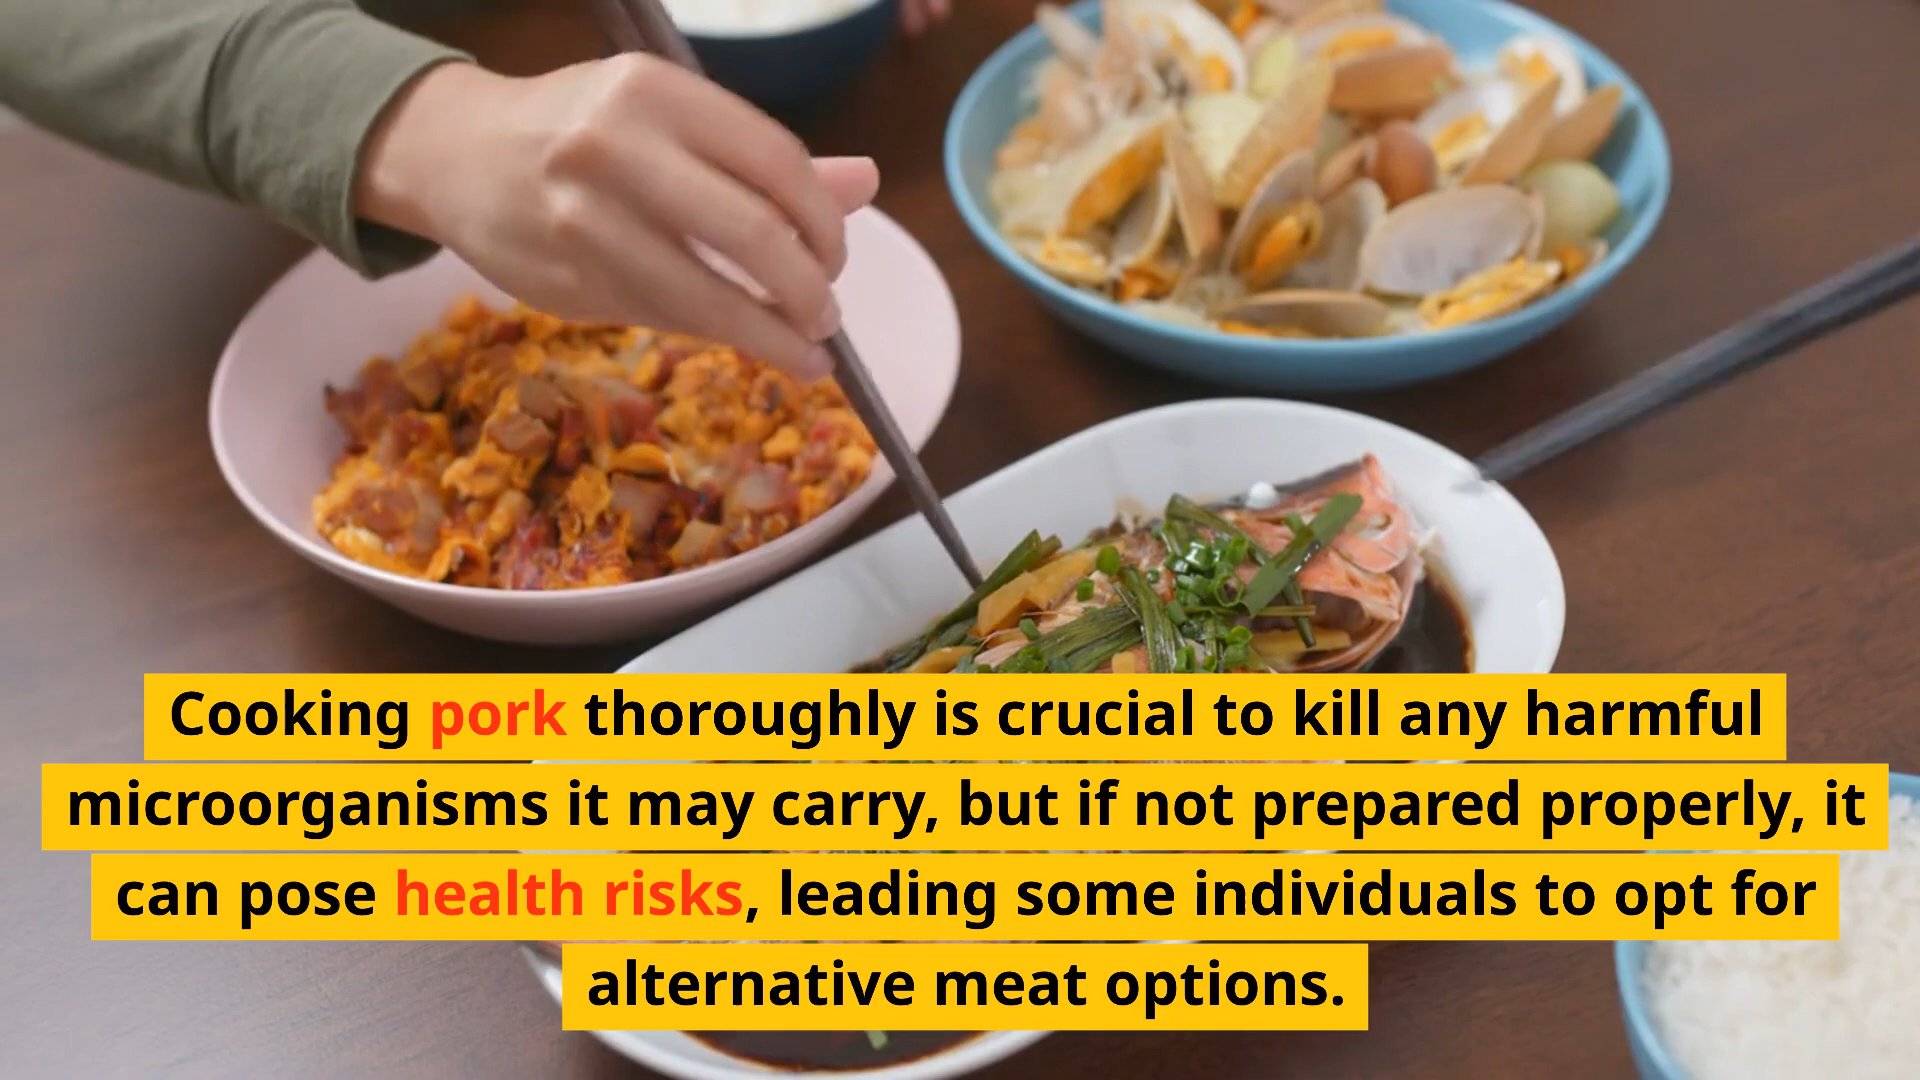 Cooking pork thoroughly is crucial to kill any harmful
microorganisms it may carry, but if not prepared properly, it
can pose health risks, leading some individuals to opt for
alternative meat options.